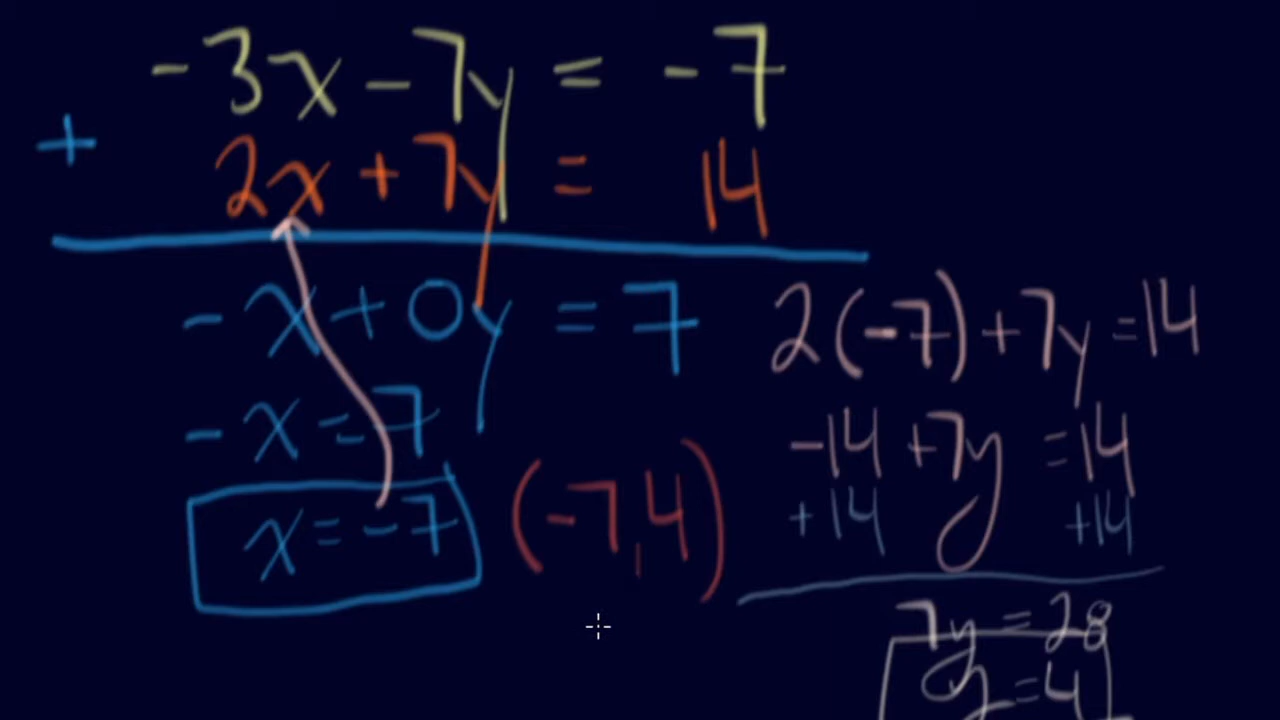 -3x - 7y = -7
+ 2x + 7y = 14
-x + 0y = 7
-x = 7
x = -7
(-7, 4)
2(-7) + 7y = 14
-14 + 7y = 14
+14 +14
7y = 28
y = 4